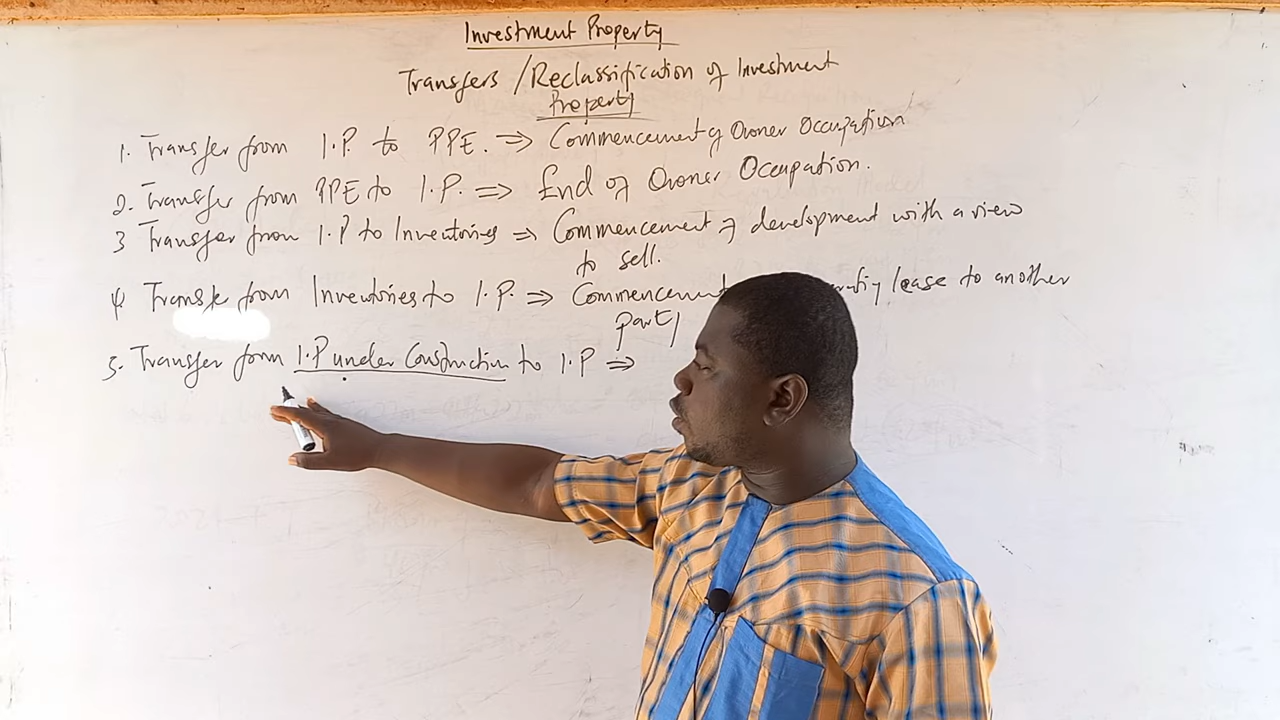 Investment Property
Transfers / Reclassification of Investment
Property
1. Transfer from I.P. to PPE. ⇒ Commencement of Owner Occupation
2. Transfer from PPE to I.P. ⇒ End of Owner Occupation.
3 Transfer from I.P to Inventories ⇒ Commencement of development with a view
to sell.
4 Transfer from Inventories to I.P. ⇒ Commencement lease to another
party
5. Transfer form I.P under Construction to I.P ⇒